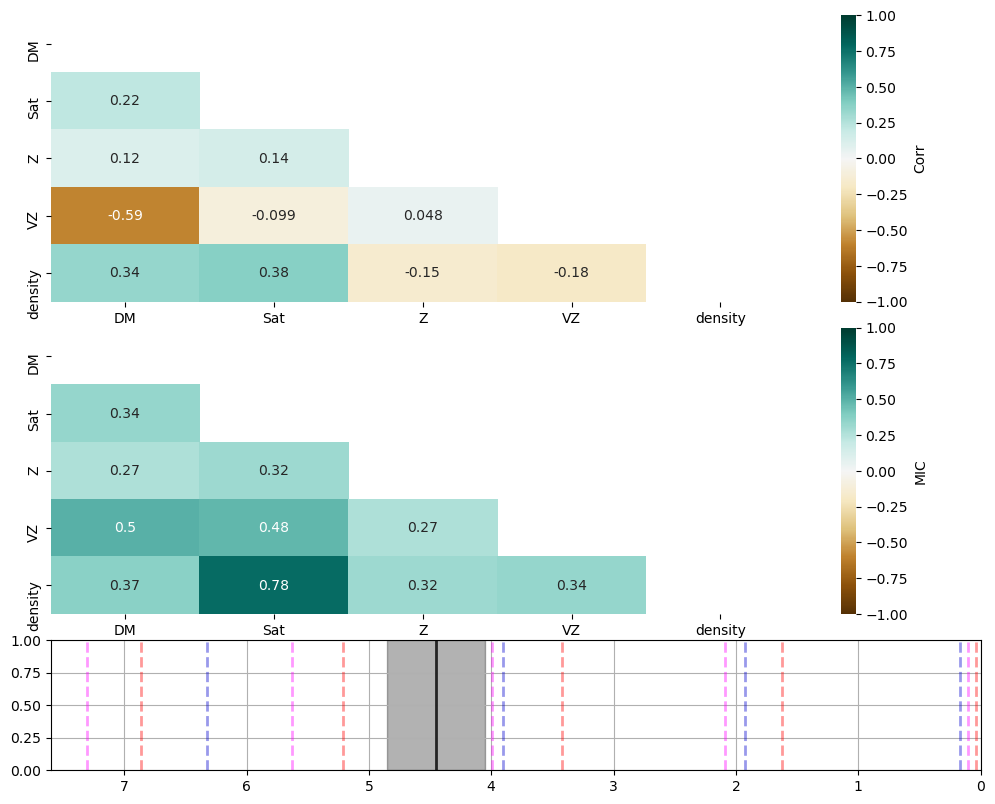 1.00
DM
0.75
Sat
0.22
0.50
0.25
Z
0.12 0.14
0.00
Corr
−0.25
VZ
-0.59 -0.099 0.048
−0.50
density
0.34 0.38 -0.15 -0.18
−0.75
−1.00
DM Sat Z VZ density
1.00
DM
0.75
Sat
0.34
0.50
0.25
Z
0.27 0.32
0.00
MIC
−0.25
VZ
0.5 0.48 0.27
−0.50
density
0.37 0.78 0.32 0.34
−0.75
−1.00
DM Sat Z VZ density
1.00
0.75
0.50
0.25
0.00
7 6 5 4 3 2 1 0